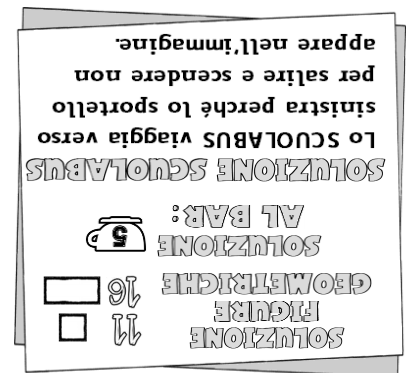 SOLUZIONE
FIGURE
GEOMETRICHE
11
16
SOLUZIONE
AL BAR:
5
SOLUZIONE SCUOLABUS
Lo SCUOLABUS viaggia verso
sinistra perché lo sportello
per salire e scendere non
appare nell'immagine.